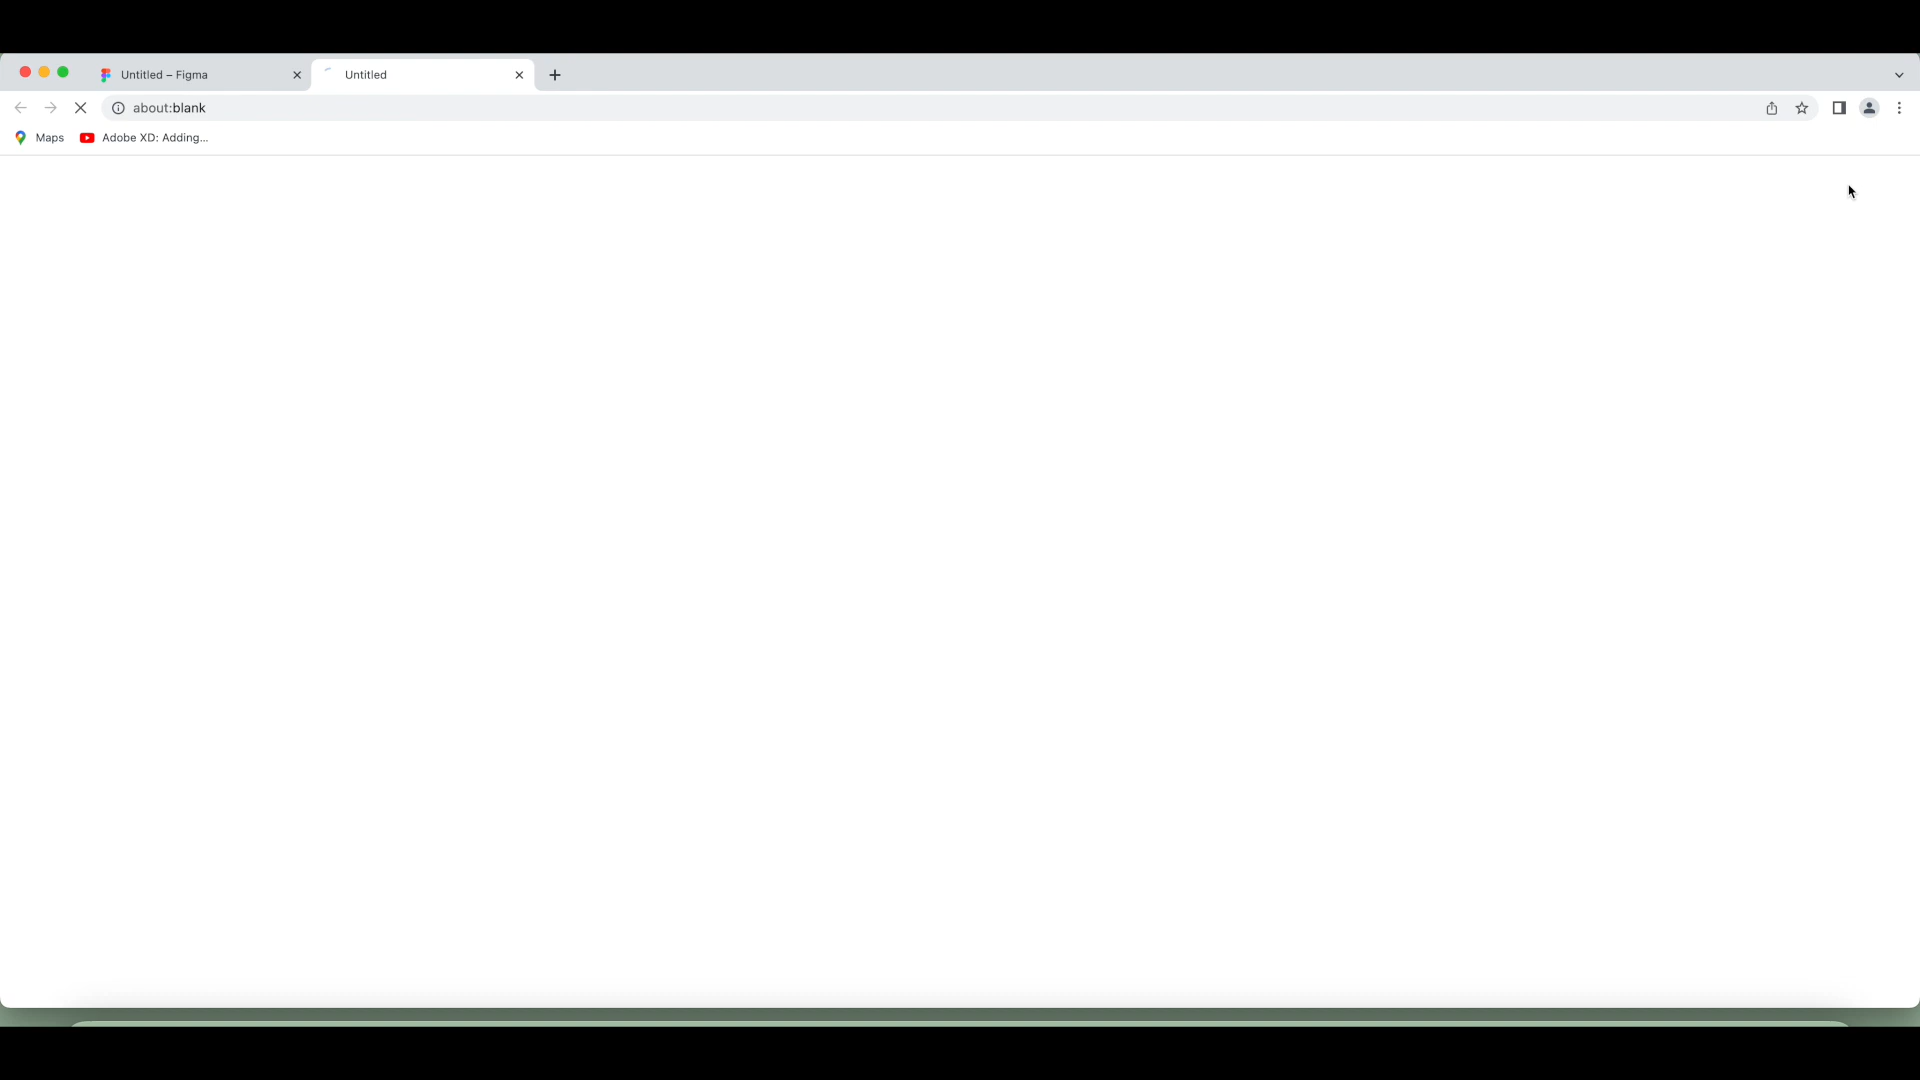 Untitled – Figma
Untitled
about:blank
Maps
Adobe XD: Adding...